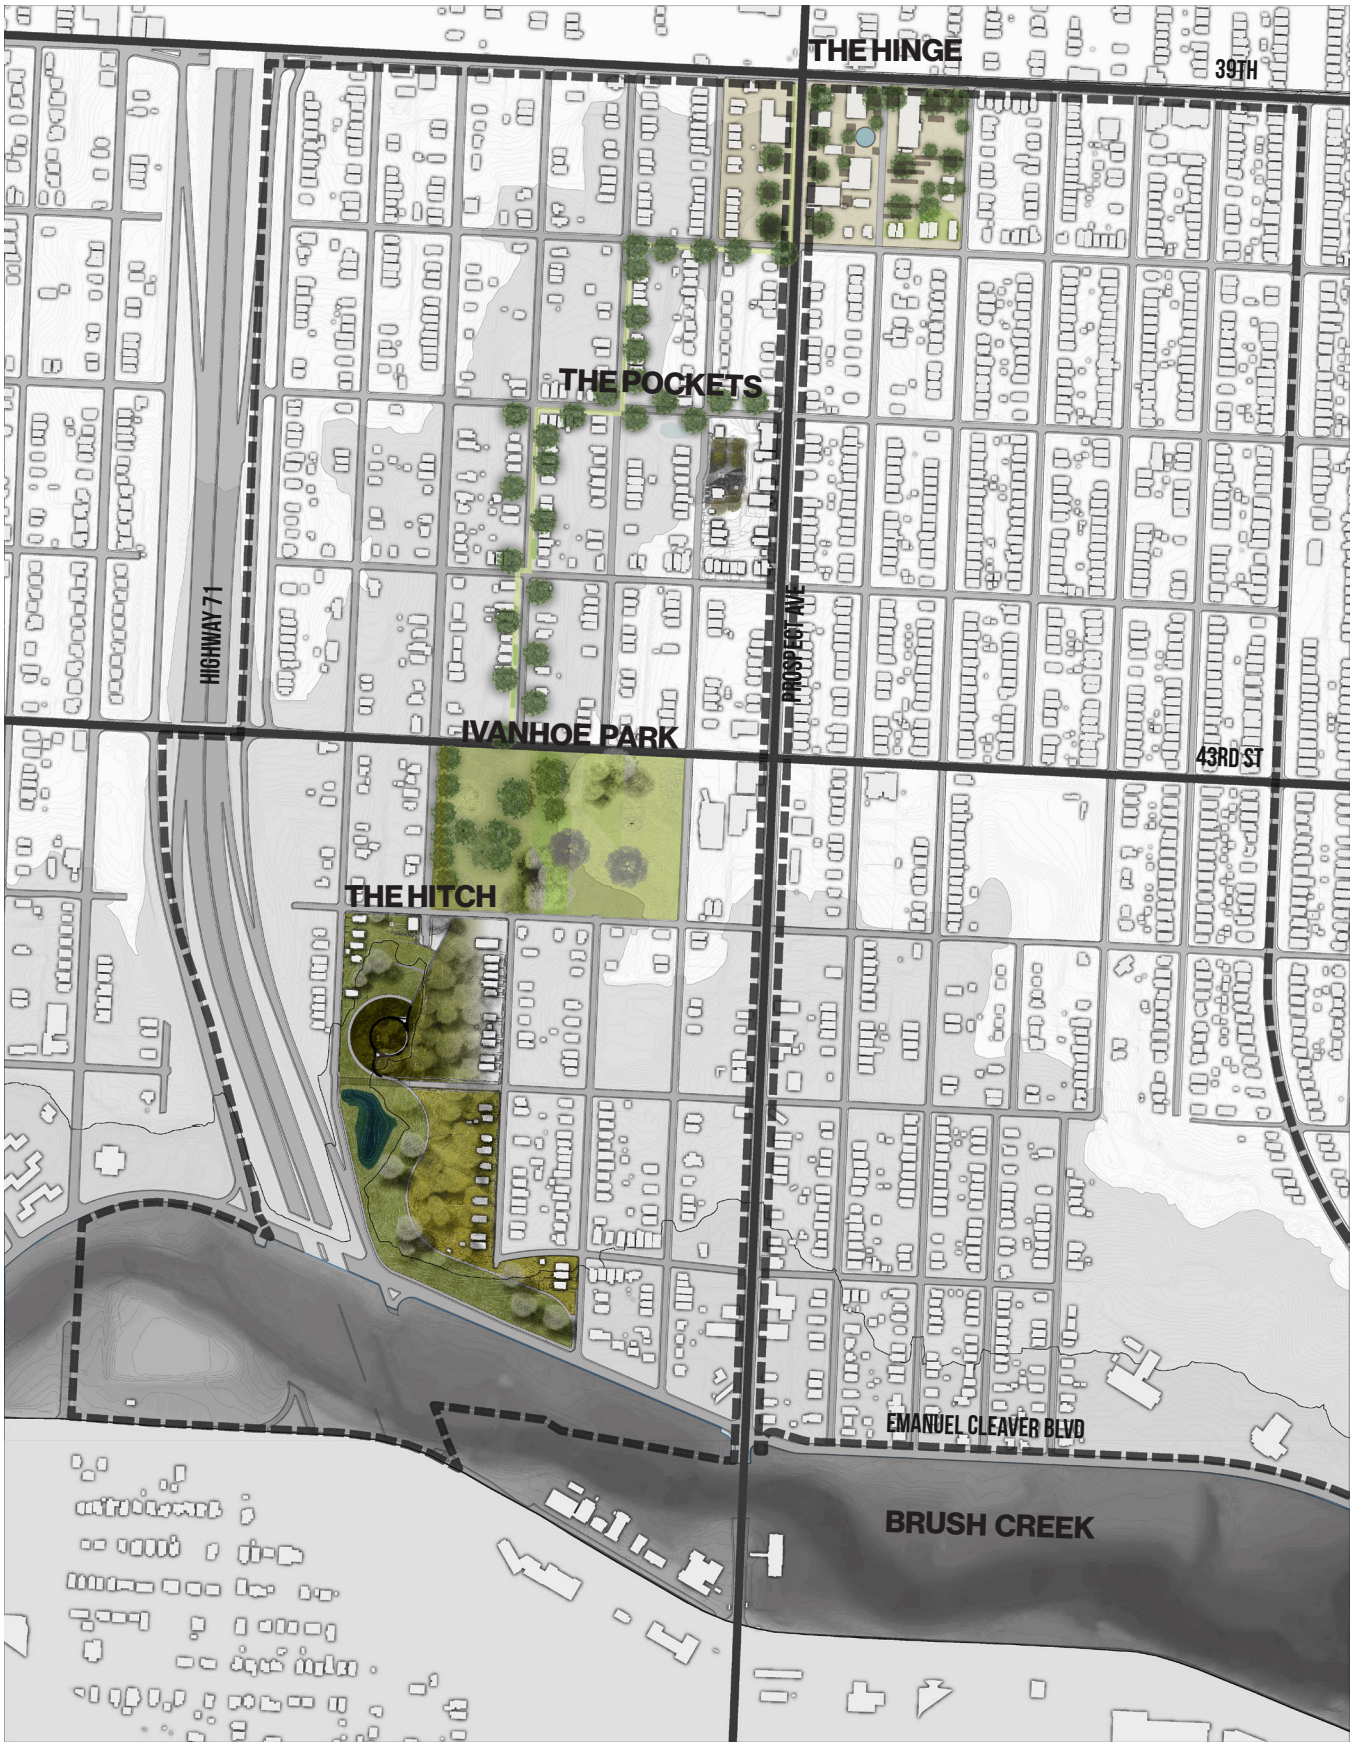 THE HINGE
39TH
THE POCKETS
HIGHWAY 71
PROSPECT AVE
IVANHOE PARK
43RD ST
THE HITCH
EMANUEL CLEAVER BLVD
BRUSH CREEK